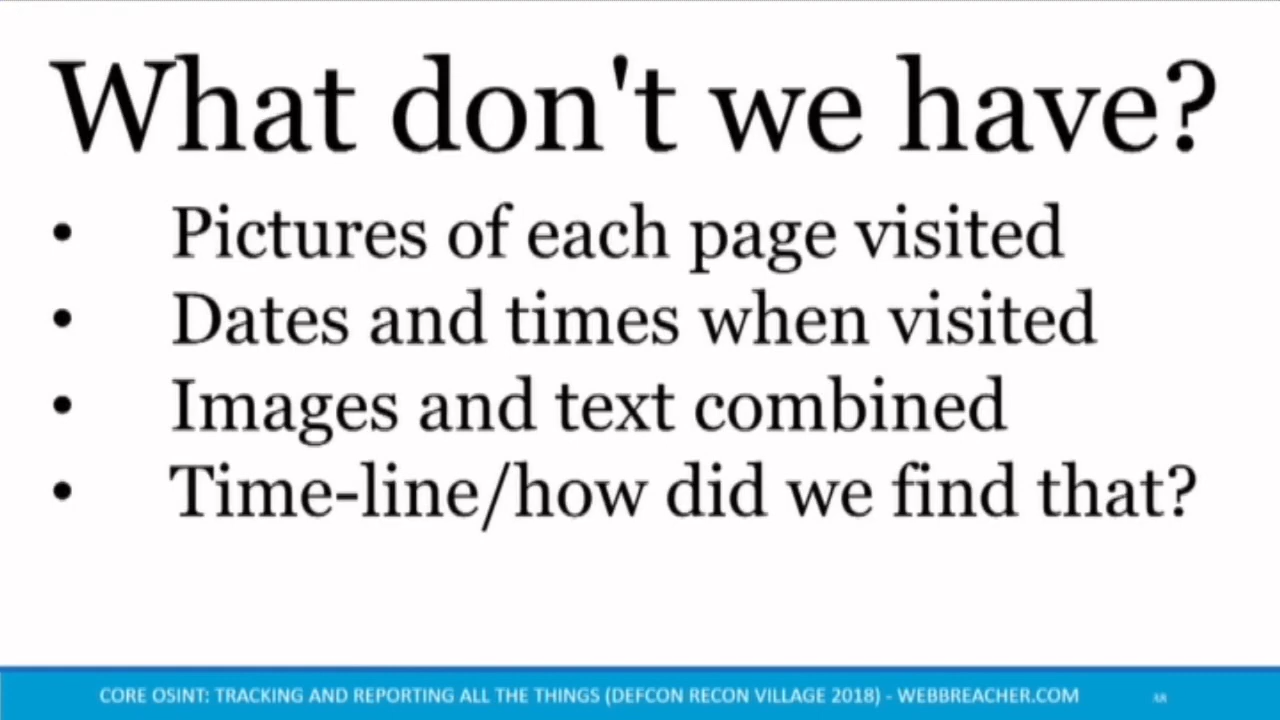 What don't we have?
• Pictures of each page visited
• Dates and times when visited
• Images and text combined
• Time-line/how did we find that?
CORE OSINT: TRACKING AND REPORTING ALL THE THINGS (DEFCON RECON VILLAGE 2018) - WEBBREACHER.COM